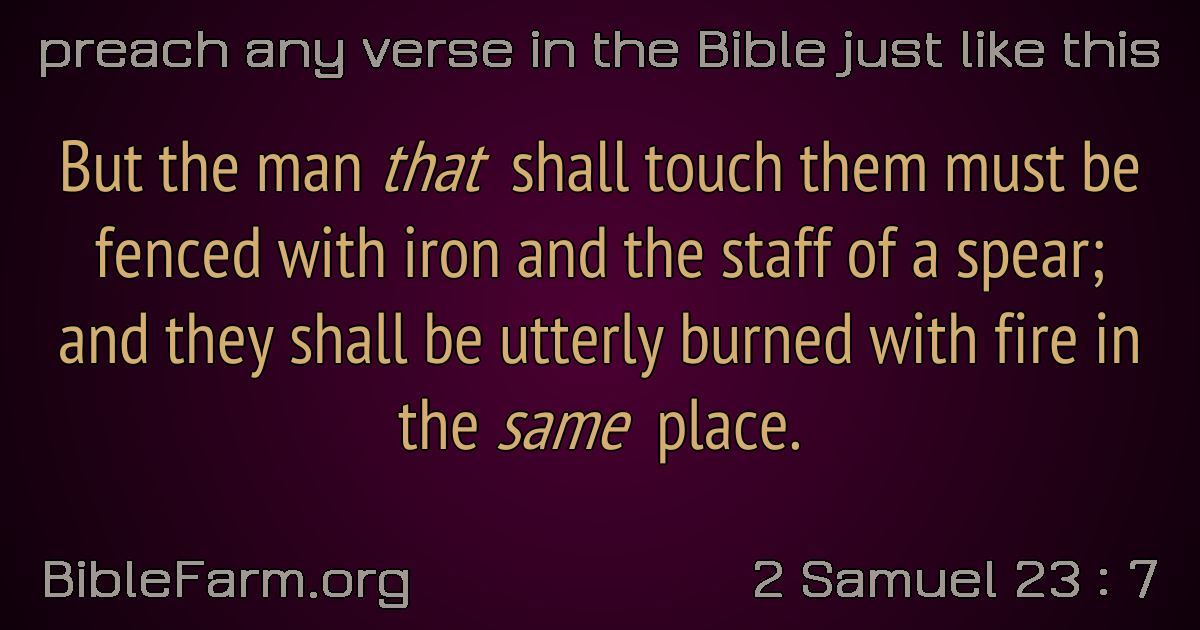 preach any verse in the Bible just like this
But the man that shall touch them must be
fenced with iron and the staff of a spear;
and they shall be utterly burned with fire in
the same place.
BibleFarm.org
2 Samuel 23 : 7